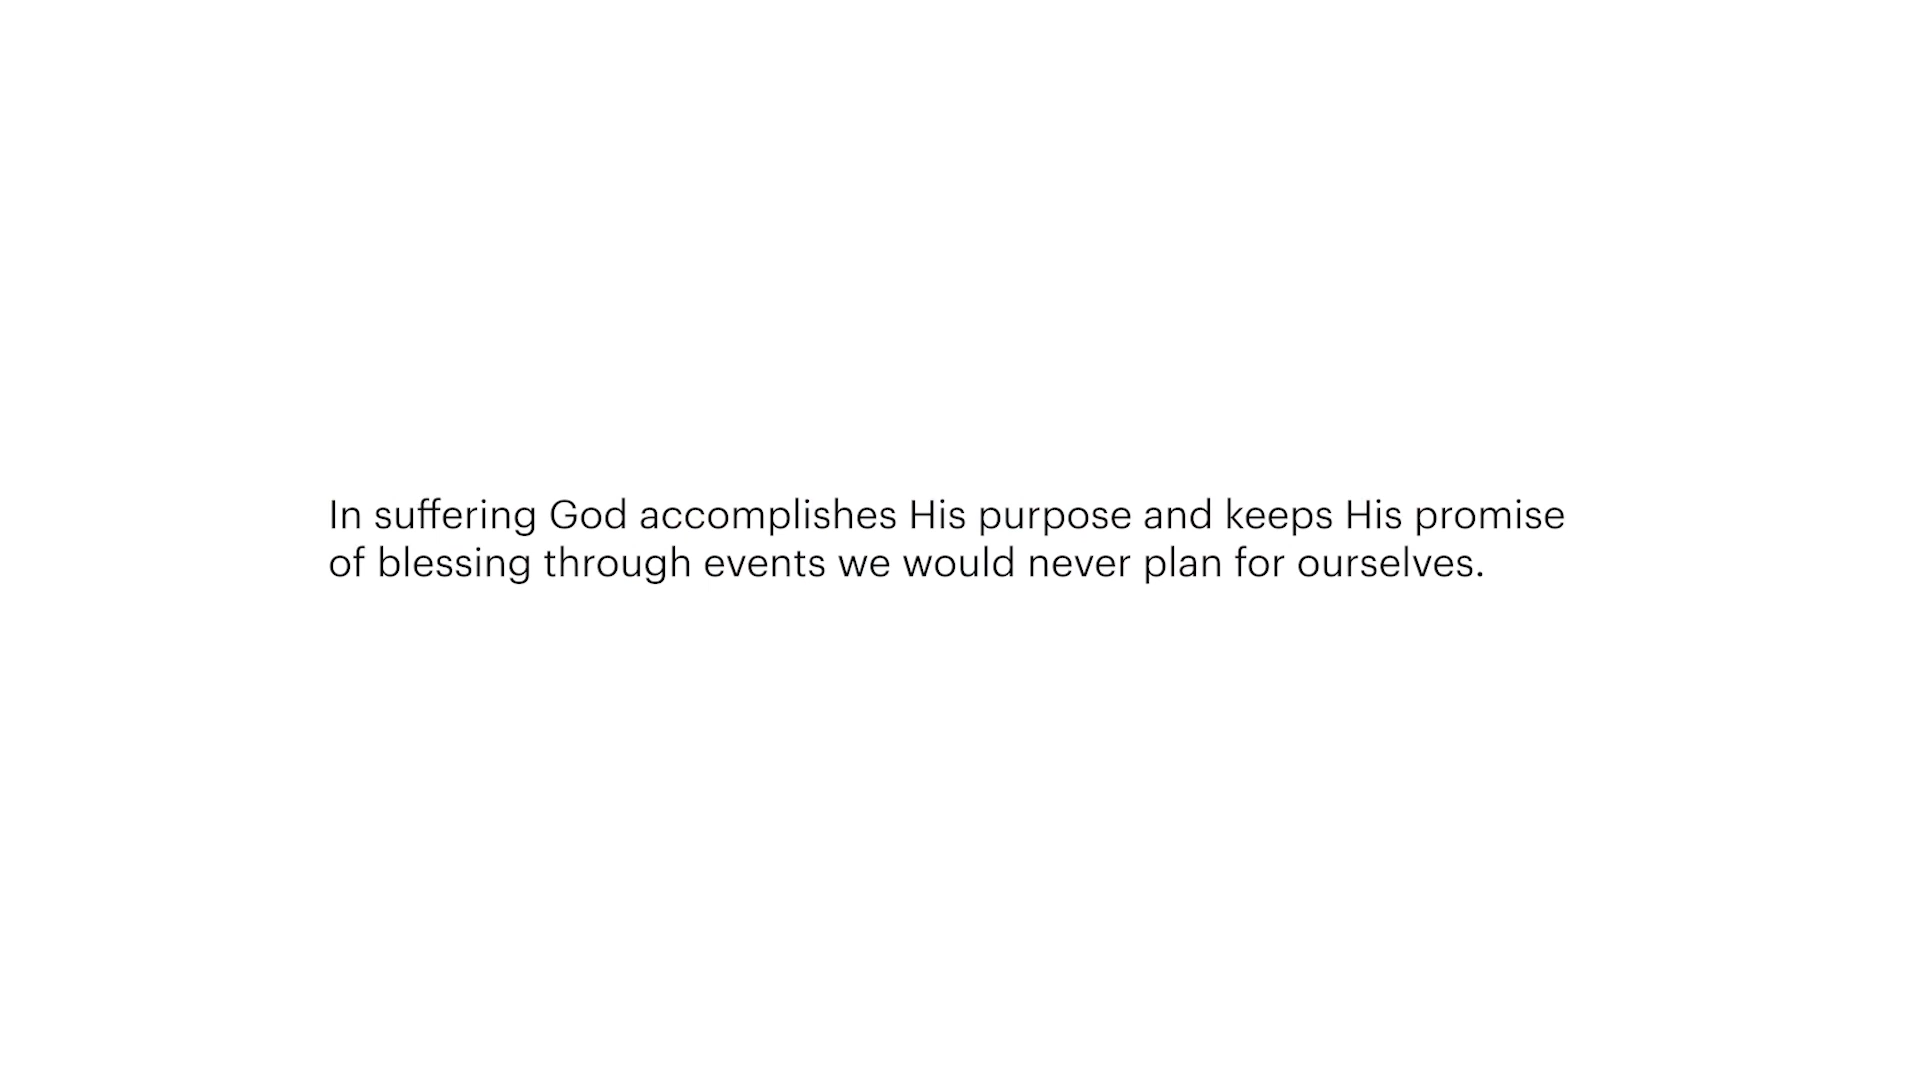 In suffering God accomplishes His purpose and keeps His promise
of blessing through events we would never plan for ourselves.